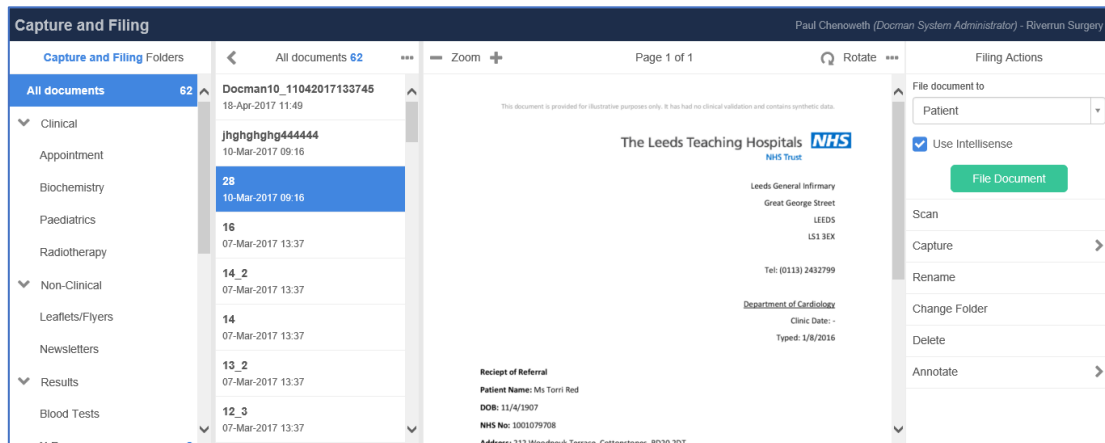 Capture and Filing
Paul Chenoweth (Docman System Administrator) - Riverrun Surgery
Capture and Filing Folders
All documents 62
Clinical
Appointment
Biochemistry
Paediatrics
Radiotherapy
Non-Clinical
Leaflets/Flyers
Newsletters
Results
Blood Tests
All documents 62
Docman10_11042017133745
18-Apr-2017 11:49
jhghghghg444444
10-Mar-2017 09:16
28
10-Mar-2017 09:16
16
07-Mar-2017 13:37
14_2
07-Mar-2017 13:37
14
07-Mar-2017 13:37
13_2
07-Mar-2017 13:37
12_3
07-Mar-2017 13:37
Zoom
Page 1 of 1
Rotate
This document is provided for illustrative purposes only. It has had no clinical validation and contains synthetic data.
The Leeds Teaching Hospitals NHS
NHS Trust
Leeds General Infirmary
Great George Street
LEEDS
LS1 3EX
Tel: (0113) 2432799
Department of Cardiology
Clinic Date: -
Typed: 1/8/2016
Reciept of Referral
Patient Name: Ms Torri Red
DOB: 11/4/1907
NHS No: 1001079708
Filing Actions
File document to
Patient
Use Intellisense
File Document
Scan
Capture
Rename
Change Folder
Delete
Annotate